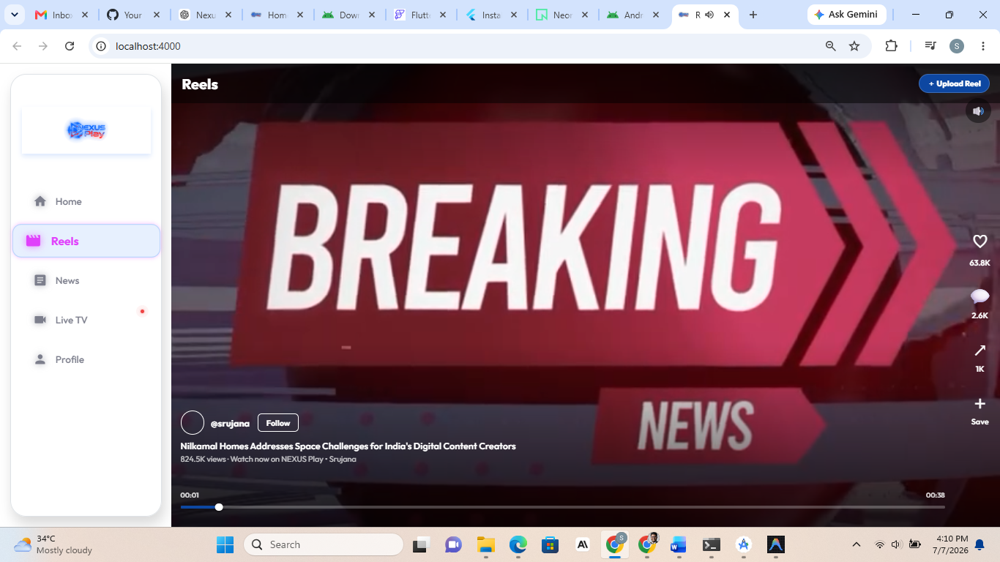 Inbo
Your
Nexu
Hom
Dow
Flutt
Insta
Neor
Andr
R
Ask Gemini
localhost:4000
S
NEXUS
Play
Home
Reels
News
Live TV
Profile
Reels
+ Upload Reel
BREAKING
NEWS
63.8K
2.6K
1K
Save
@srujana
Follow
Nilkamal Homes Addresses Space Challenges for India's Digital Content Creators
824.5K views · Watch now on NEXUS Play • Srujana
00:01
00:38
34°C
Mostly cloudy
Search
4:10 PM
7/7/2026